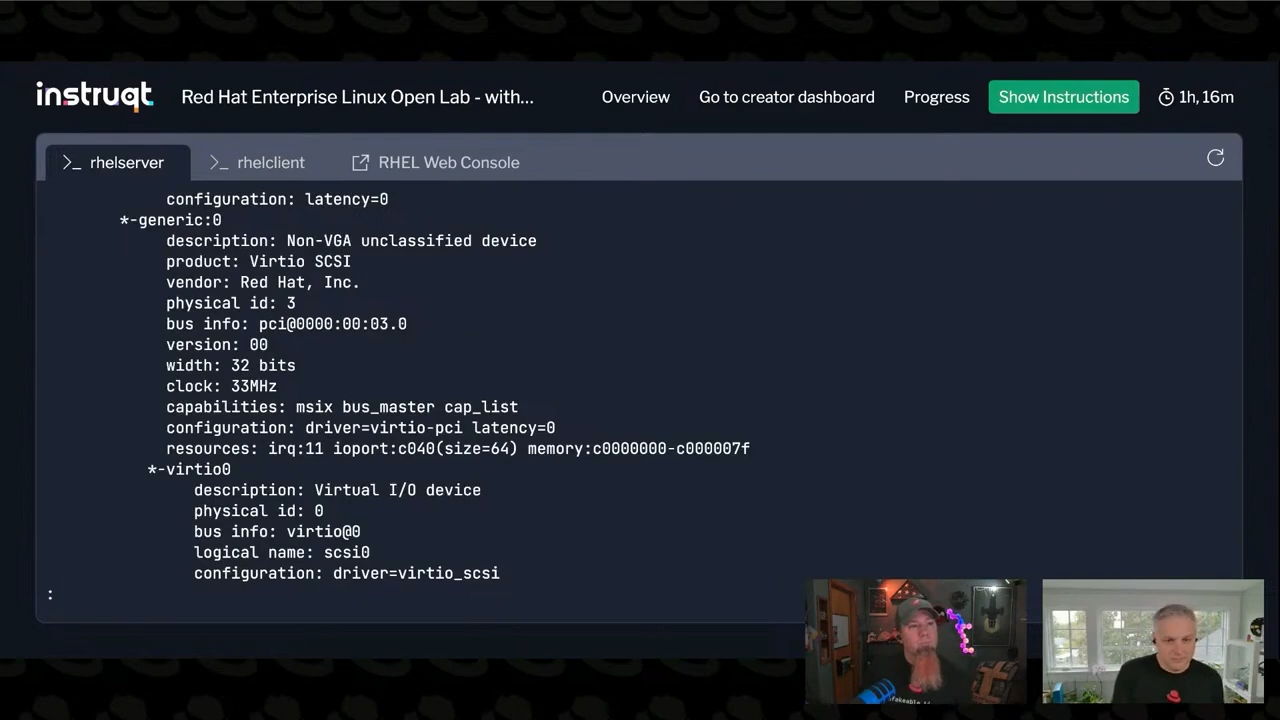 instruqt
Red Hat Enterprise Linux Open Lab - with...
Overview
Go to creator dashboard
Progress
Show Instructions
1h, 16m
>_ rhelserver
>_ rhelclient
RHEL Web Console
configuration: latency=0
*-generic:0
description: Non-VGA unclassified device
product: Virtio SCSI
vendor: Red Hat, Inc.
physical id: 3
bus info: pci@0000:00:03.0
version: 00
width: 32 bits
clock: 33MHz
capabilities: msix bus_master cap_list
configuration: driver=virtio-pci latency=0
resources: irq:11 ioport:c040(size=64) memory:c0000000-c000007f
*-virtio0
description: Virtual I/O device
physical id: 0
bus info: virtio@0
logical name: scsi0
configuration: driver=virtio_scsi
: